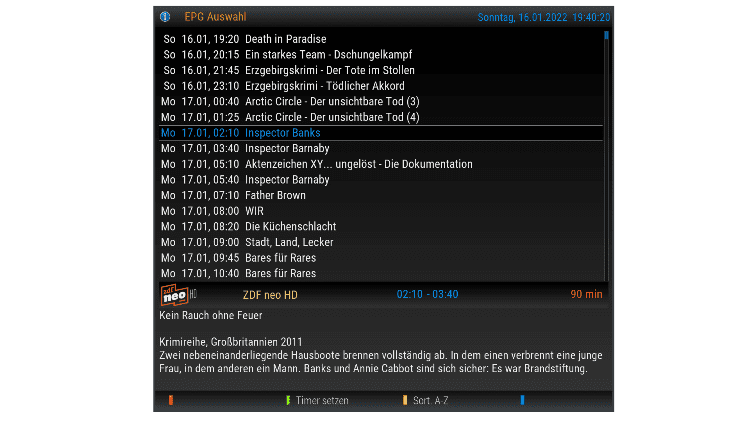 EPG Auswahl Sonntag, 16.01.2022 19:40:20
So 16.01, 19:20 Death in Paradise
So 16.01, 20:15 Ein starkes Team - Dschungelkampf
So 16.01, 21:45 Erzgebirgskrimi - Der Tote im Stollen
So 16.01, 23:10 Erzgebirgskrimi - Tödlicher Akkord
Mo 17.01, 00:40 Arctic Circle - Der unsichtbare Tod (3)
Mo 17.01, 01:25 Arctic Circle - Der unsichtbare Tod (4)
Mo 17.01, 02:10 Inspector Banks
Mo 17.01, 03:40 Inspector Barnaby
Mo 17.01, 05:10 Aktenzeichen XY... ungelöst - Die Dokumentation
Mo 17.01, 05:40 Inspector Barnaby
Mo 17.01, 07:10 Father Brown
Mo 17.01, 08:00 WIR
Mo 17.01, 08:20 Die Küchenschlacht
Mo 17.01, 09:00 Stadt, Land, Lecker
Mo 17.01, 09:45 Bares für Rares
Mo 17.01, 10:40 Bares für Rares
zdf neo HD ZDF neo HD 02:10 - 03:40 90 min
Kein Rauch ohne Feuer
Krimireihe, Großbritannien 2011
Zwei nebeneinanderliegende Hausboote brennen vollständig ab. In dem einen verbrennt eine junge
Frau, in dem anderen ein Mann. Banks und Annie Cabbot sind sich sicher: Es war Brandstiftung.
Timer setzen Sort. A-Z